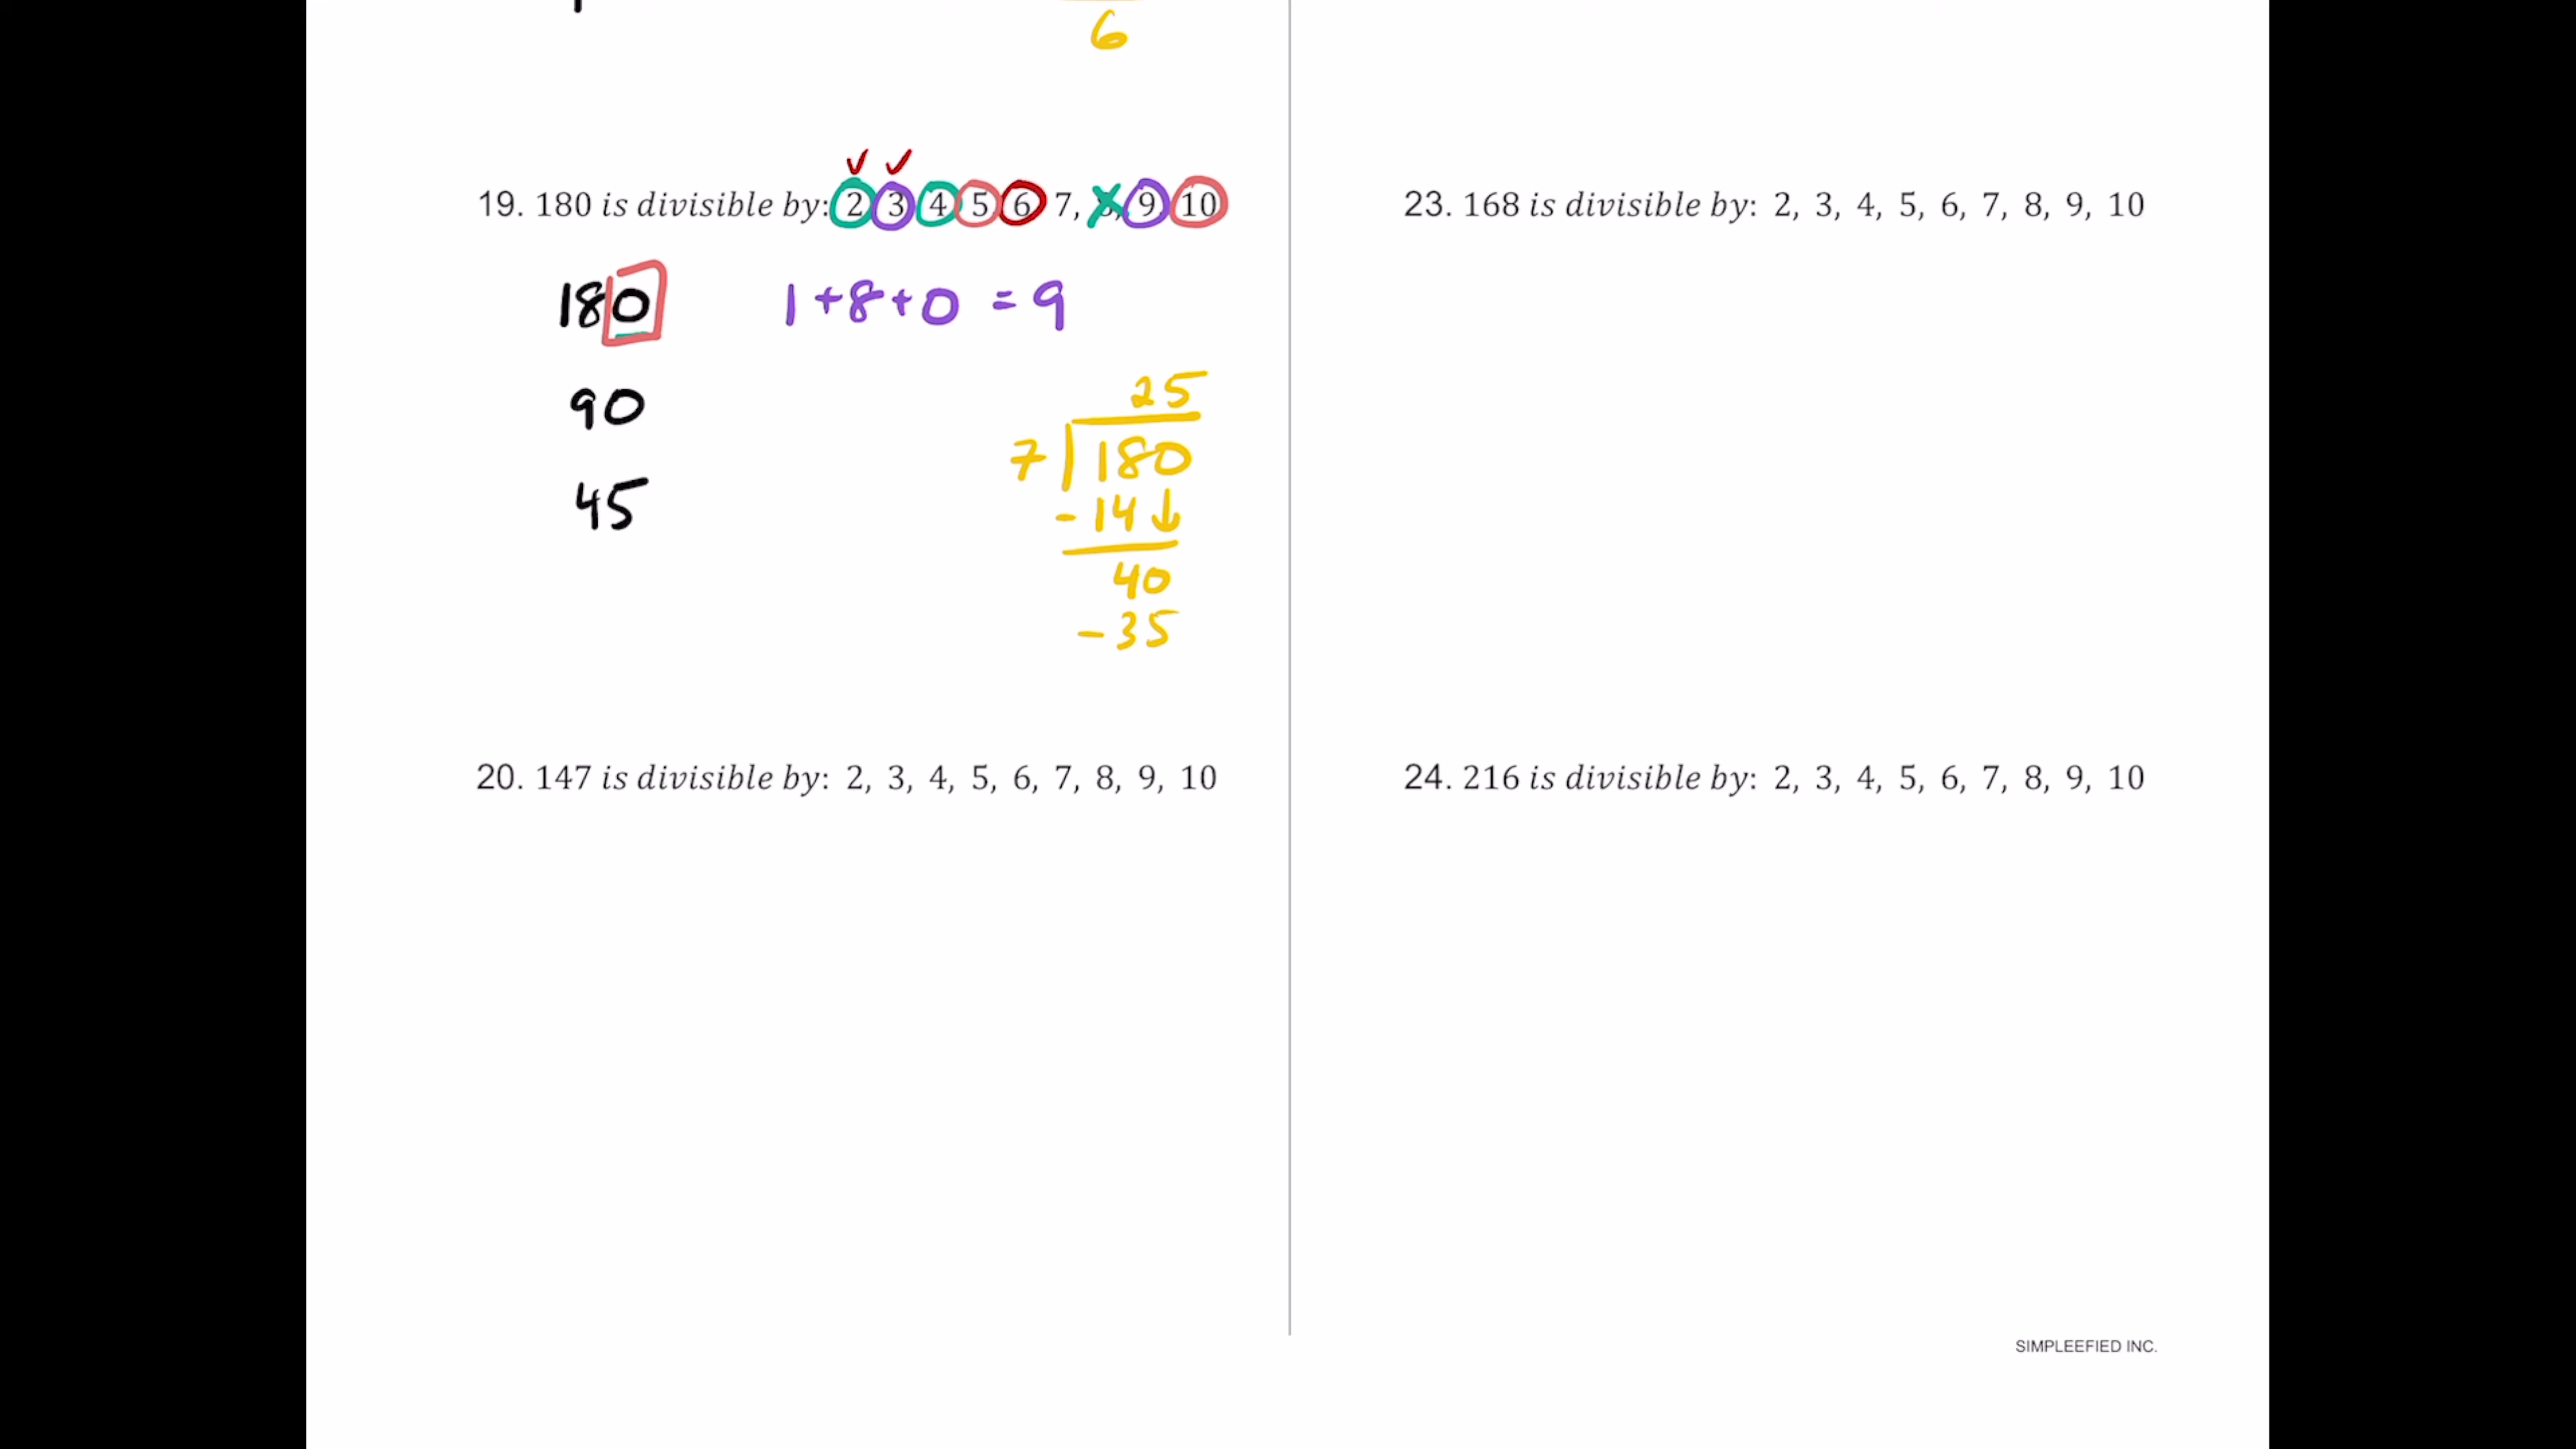 6
19. 180 is divisible by: 2 3 4 5 6 7, 9, 10
180 1+8+0 = 9
90
45
25
7 180
-14↓
40
-35
20. 147 is divisible by: 2, 3, 4, 5, 6, 7, 8, 9, 10
23. 168 is divisible by: 2, 3, 4, 5, 6, 7, 8, 9, 10
24. 216 is divisible by: 2, 3, 4, 5, 6, 7, 8, 9, 10
SIMPLEEFIED INC.